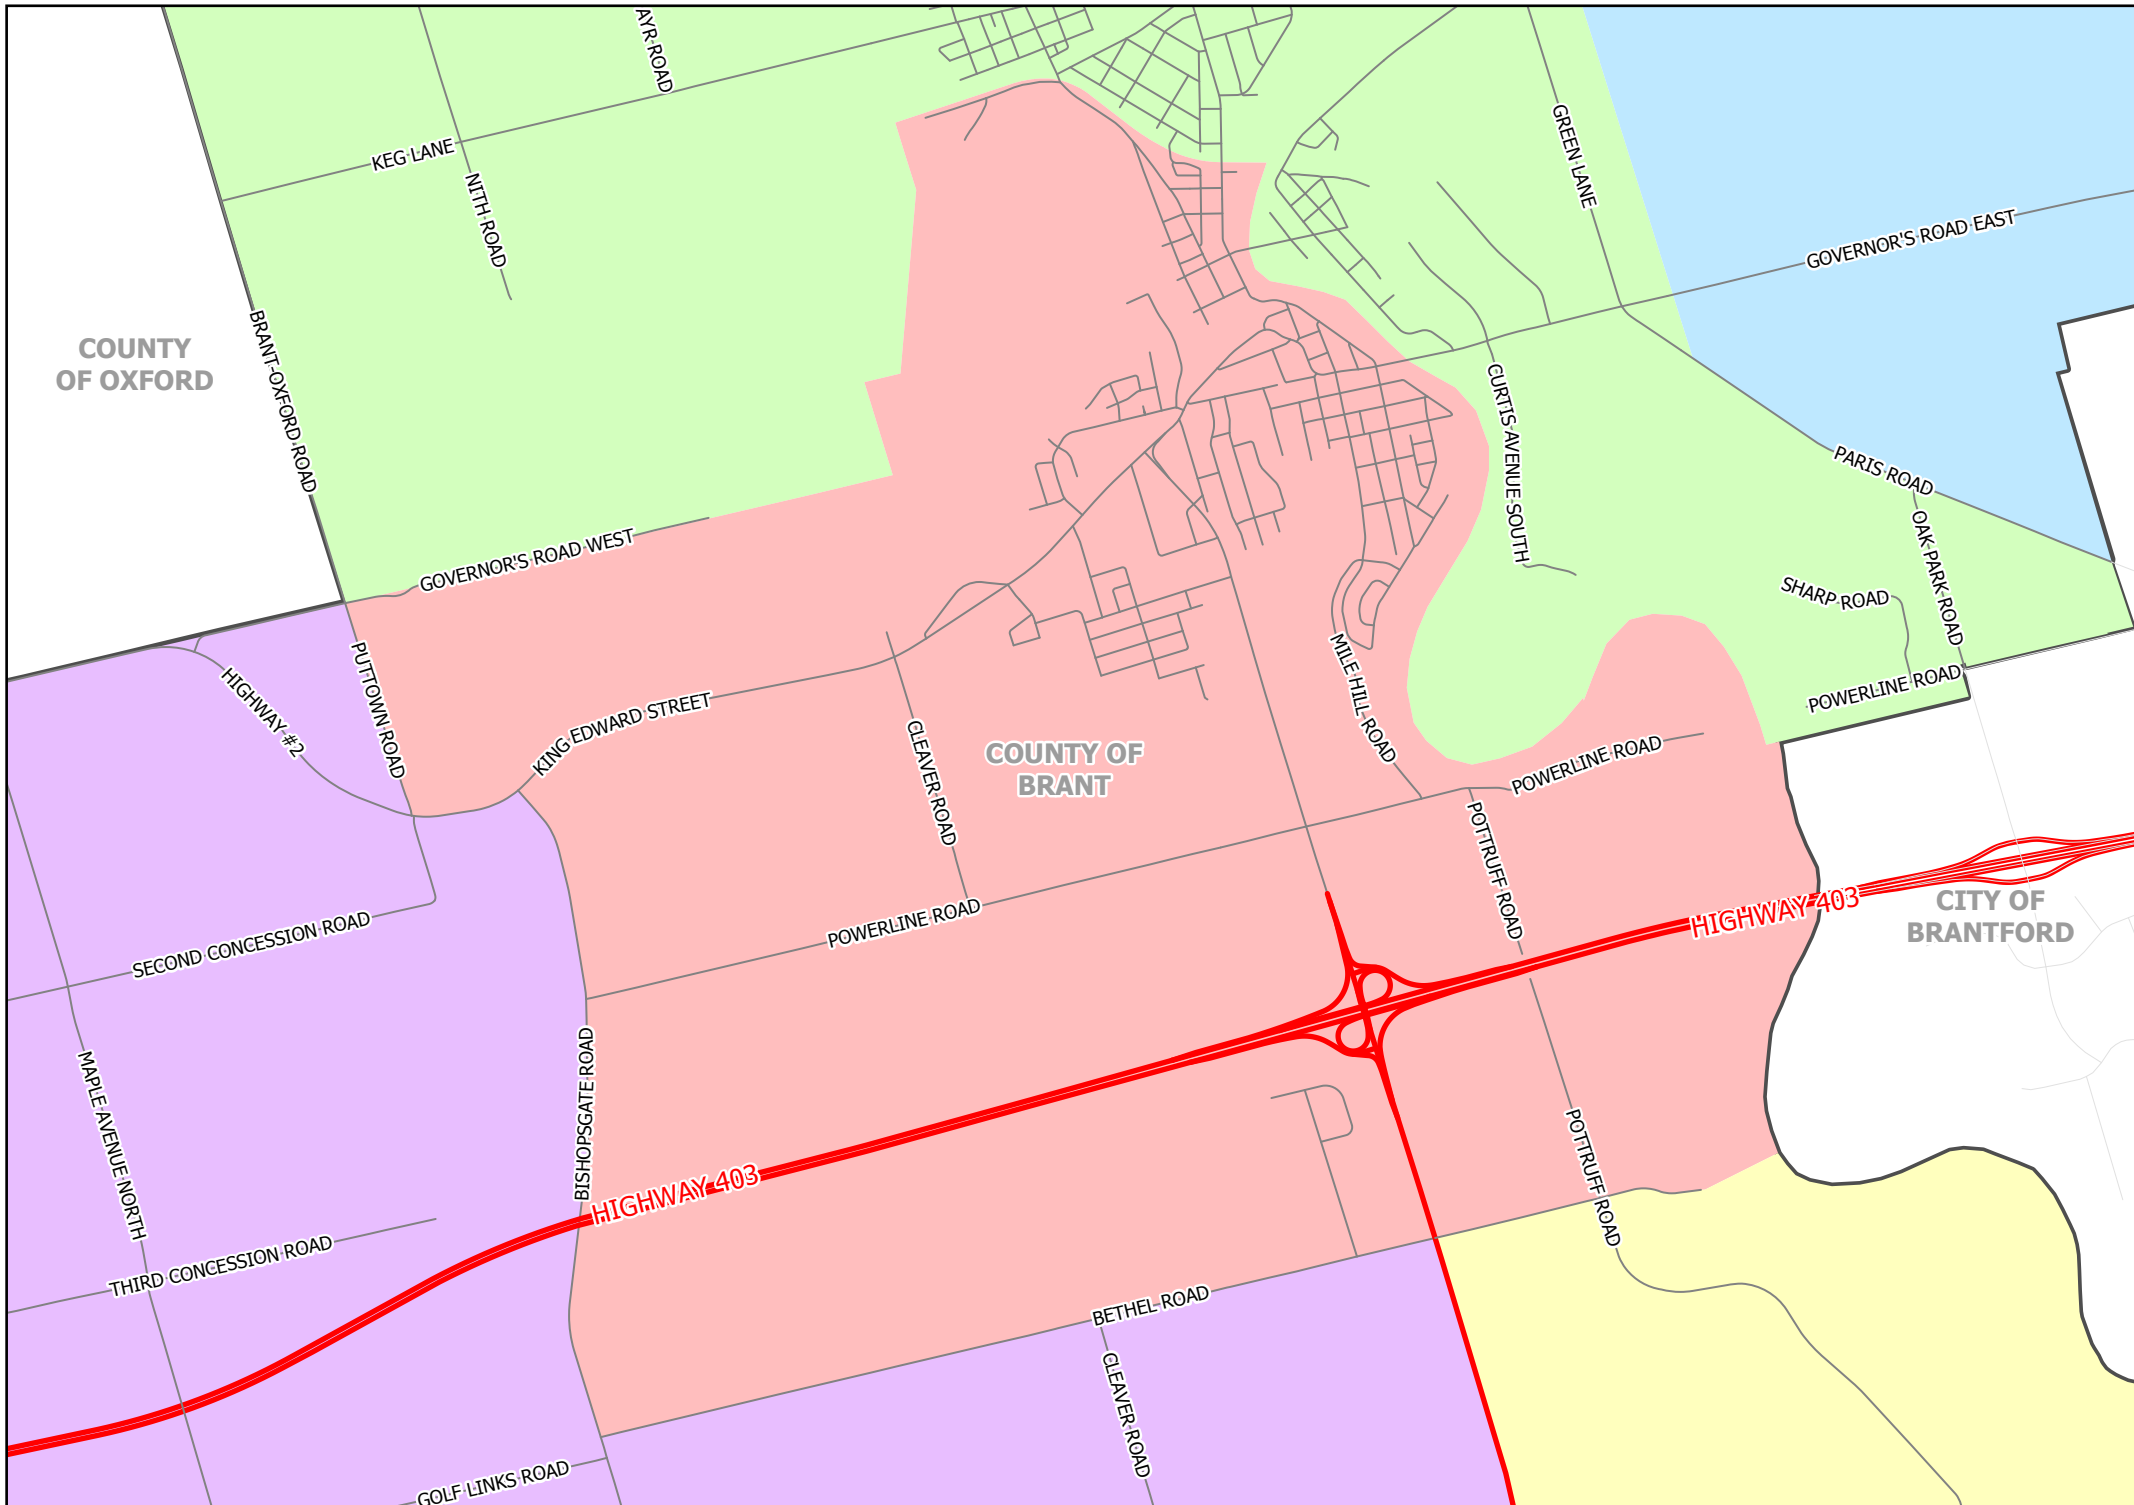 AYR ROAD
KEG LANE
NITH ROAD
GREEN LANE
GOVERNOR'S ROAD EAST
COUNTY
OF OXFORD
BRANT-OXFORD ROAD
CURTIS AVENUE SOUTH
PARIS ROAD
OAK PARK ROAD
GOVERNOR'S ROAD WEST
SHARP ROAD
POWERLINE ROAD
HIGHWAY #2
PUTTOWN ROAD
KING EDWARD STREET
CLEAVER ROAD
COUNTY OF
BRANT
MILE HILL ROAD
POWERLINE ROAD
POTTRUFF ROAD
HIGHWAY 403
CITY OF
BRANTFORD
SECOND CONCESSION ROAD
POWERLINE ROAD
MAPLE AVENUE NORTH
BISHOPSGATE ROAD
HIGHWAY 403
POTTRUFF ROAD
THIRD CONCESSION ROAD
BETHEL ROAD
CLEAVER ROAD
GOLF LINKS ROAD